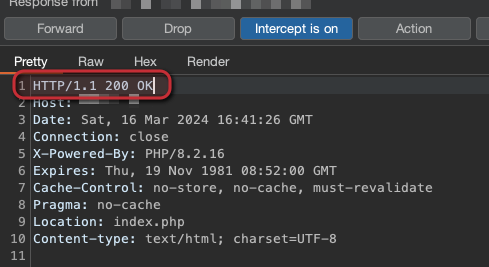 Response from
Forward Drop Intercept is on Action
Pretty Raw Hex Render
1 HTTP/1.1 200 OK
2 Host:
3 Date: Sat, 16 Mar 2024 16:41:26 GMT
4 Connection: close
5 X-Powered-By: PHP/8.2.16
6 Expires: Thu, 19 Nov 1981 08:52:00 GMT
7 Cache-Control: no-store, no-cache, must-revalidate
8 Pragma: no-cache
9 Location: index.php
10 Content-type: text/html; charset=UTF-8
11